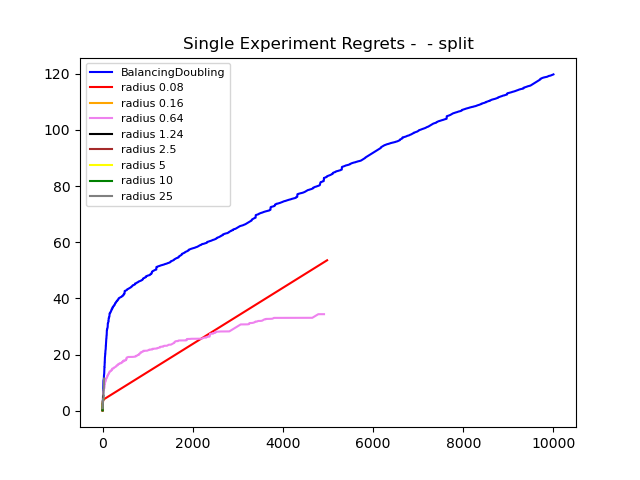 Single Experiment Regrets -  - split
BalancingDoubling
radius 0.08
radius 0.16
radius 0.64
radius 1.24
radius 2.5
radius 5
radius 10
radius 25
120
100
80
60
40
20
0
0 2000 4000 6000 8000 10000